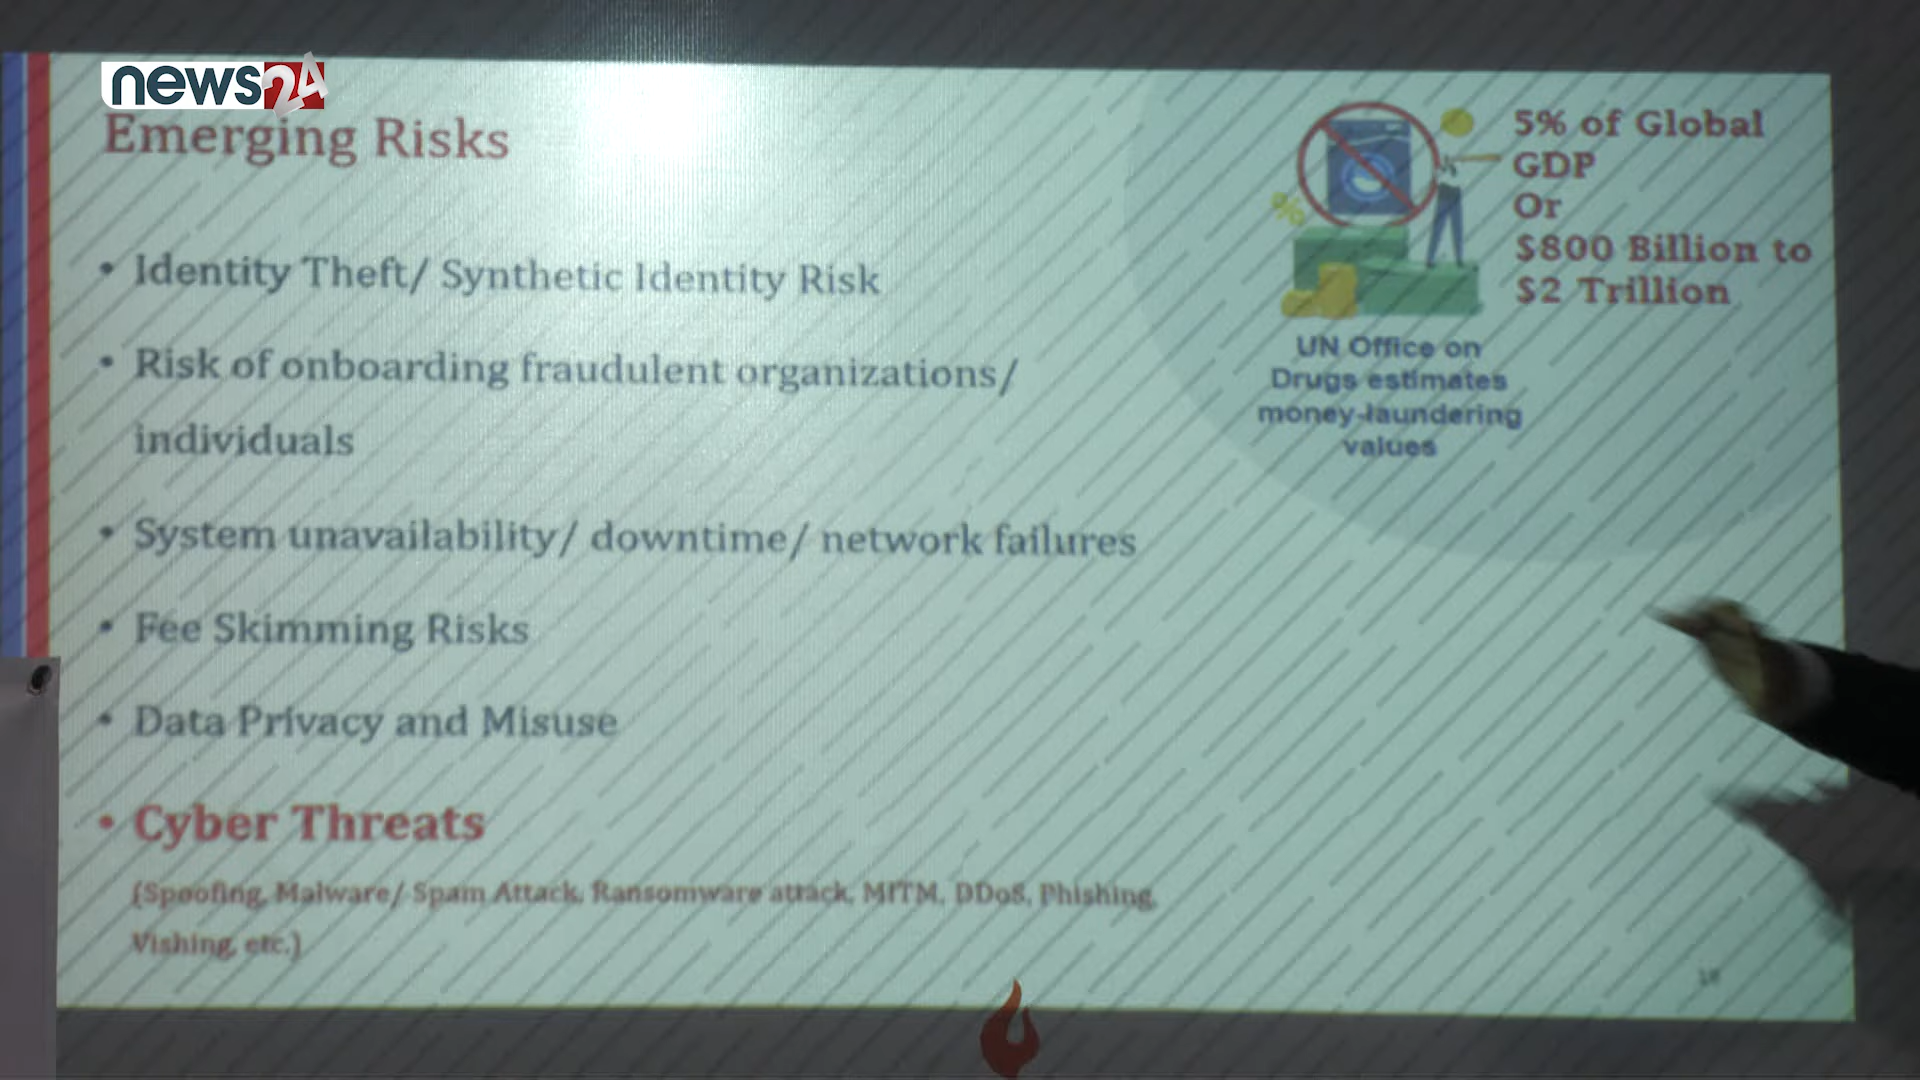 news24
Emerging Risks
• Identity Theft/ Synthetic Identity Risk
• Risk of onboarding fraudulent organizations/
individuals
• System unavailability/ downtime/ network failures
• Fee Skimming Risks
• Data Privacy and Misuse
• Cyber Threats
(Spoofing, Malware/ Spam Attack, Ransomware attack, MITM, DDoS, Phishing,
Vishing, etc.)
5% of Global
GDP
Or
$800 Billion to
$2 Trillion
%
UN Office on
Drugs estimates
money-laundering
values